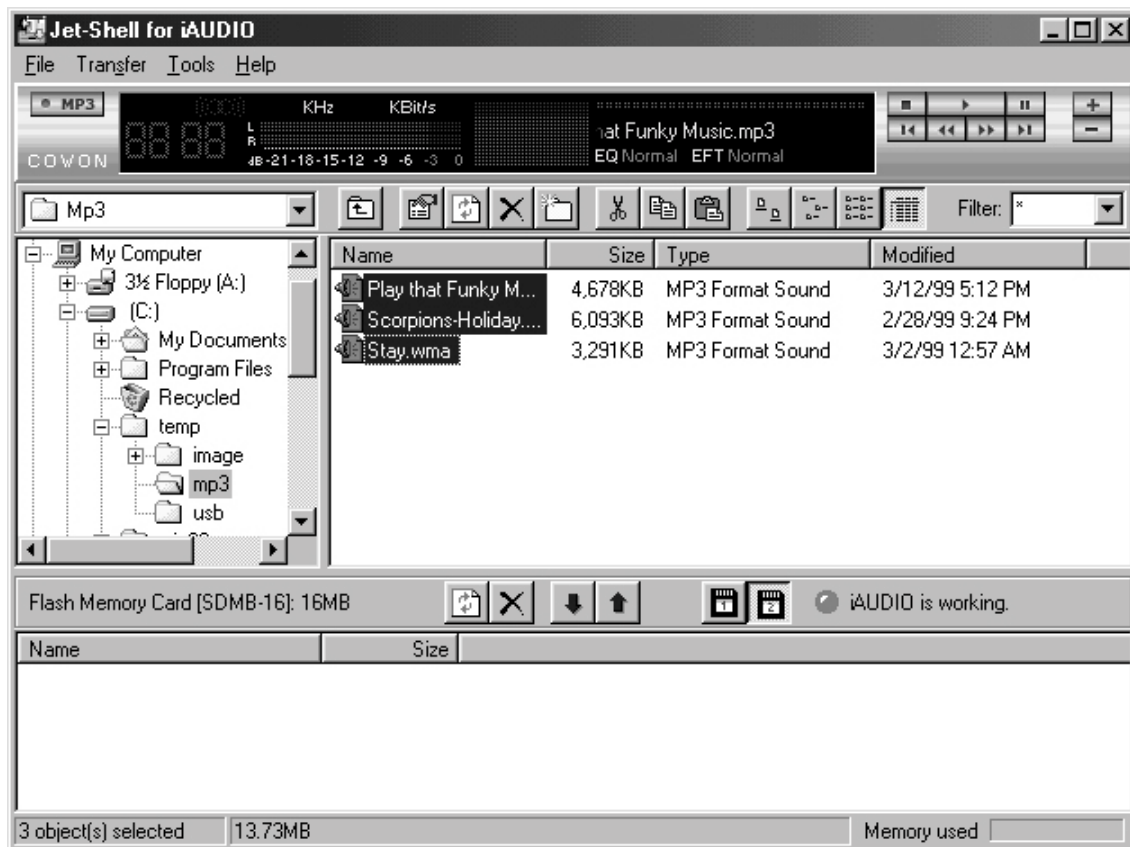 Jet-Shell for iAUDIO
File Transfer Tools Help
MP3
KHz KBit/s
L
R
dB -21 -18 -15 -12 -9 -6 -3 0
hat Funky Music.mp3
EQ Normal EFT Normal
COWON
Mp3
Filter: *
My Computer
3½ Floppy (A:)
(C:)
My Documents
Program Files
Recycled
temp
image
mp3
usb
Name Size Type Modified
Play that Funky M... 4,678KB MP3 Format Sound 3/12/99 5:12 PM
Scorpions-Holiday.... 6,093KB MP3 Format Sound 2/28/99 9:24 PM
Stay.wma 3,291KB MP3 Format Sound 3/2/99 12:57 AM
Flash Memory Card [SDMB-16]: 16MB
1 2
iAUDIO is working.
Name Size
3 object(s) selected 13.73MB Memory used